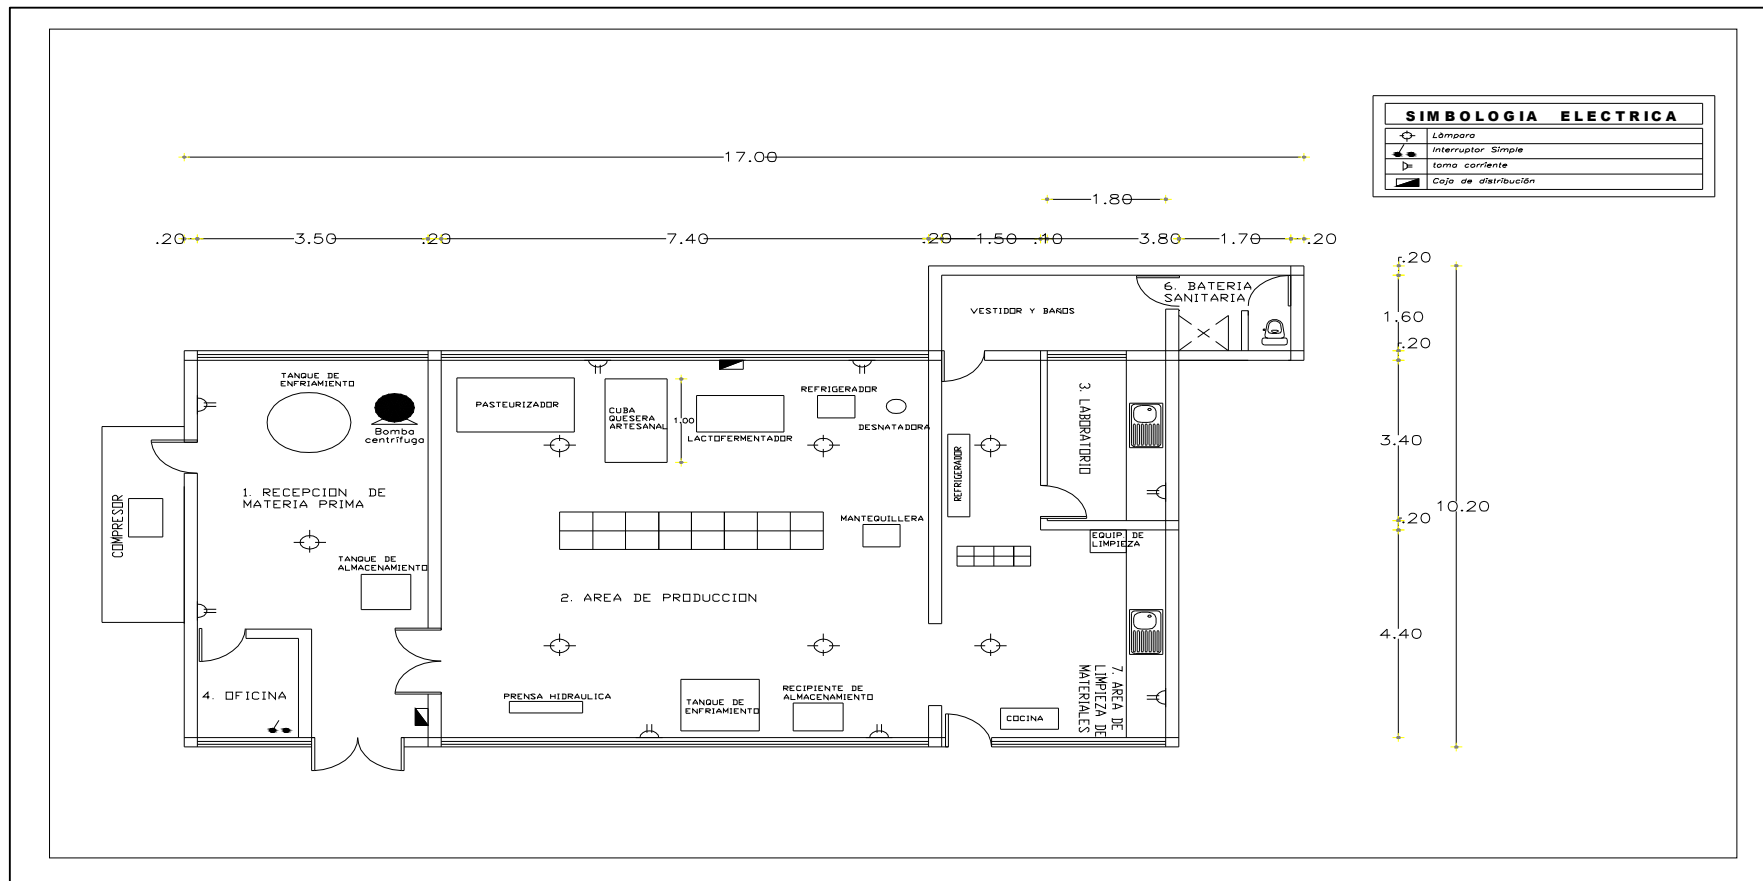 SIMBOLOGIA ELECTRICA
Làmpara
Interruptor Simple
toma corriente
Caja de distribuciòn
17.00
1.80
.20
3.50
.20
7.40
.20
1.50
.10
3.80
1.70
.20
.20
1.60
.20
3.40
.20
10.20
4.40
6. BATERIA
SANITARIA
VESTIDOR Y BAÑOS
TANQUE DE
ENFRIAMIENTO
Bomba
centrífuga
PASTEURIZADOR
CUBA
QUESERA
ARTESANAL
1.00
LACTOFERMENTADOR
REFRIGERADOR
DESNATADORA
REFRIGERADOR
3. LABORATORIO
COMPRESOR
1. RECEPCION DE
MATERIA PRIMA
TANQUE DE
ALMACENAMIENTO
MANTEQUILLERA
EQUIP. DE
LIMPIEZA
2. AREA DE PRODUCCION
4. OFICINA
PRENSA HIDRAULICA
TANQUE DE
ENFRIAMIENTO
RECIPIENTE DE
ALMACENAMIENTO
COCINA
7. AREA DE
LIMPIEZA DE
MATERIALES